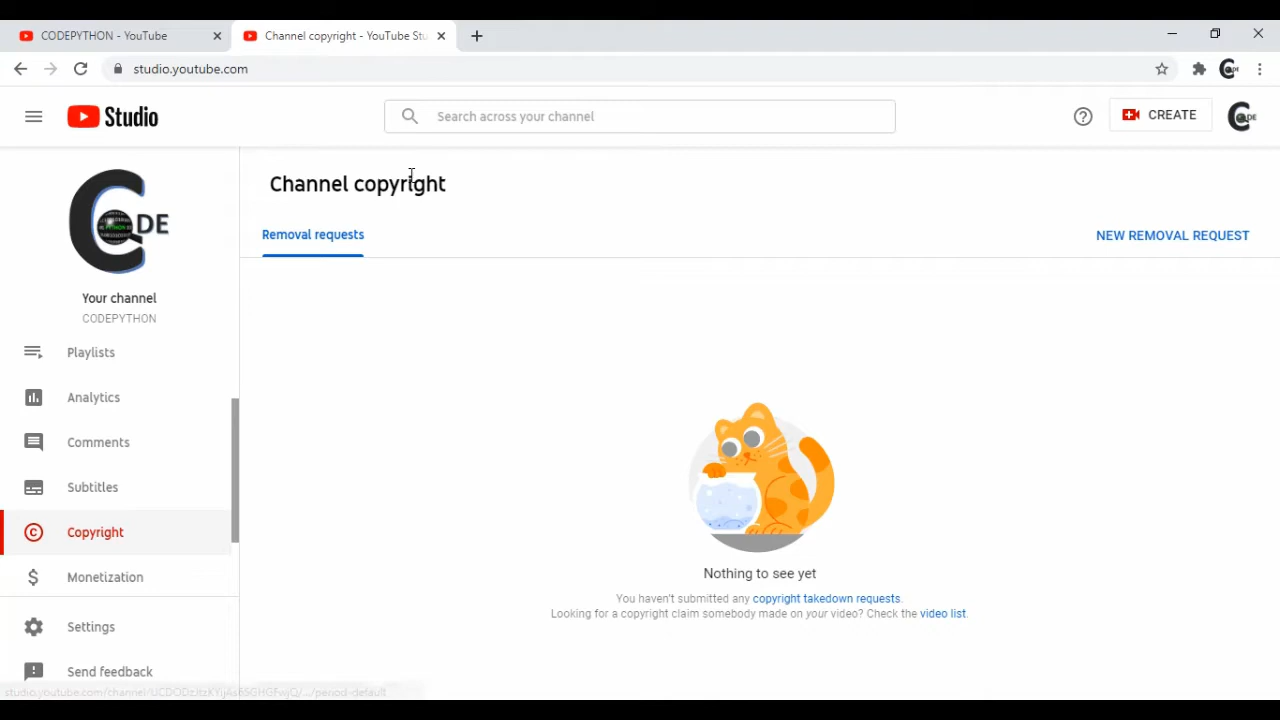 CODEPYTHON - YouTube
Channel copyright - YouTube Stu
studio.youtube.com
Studio
Search across your channel
CREATE
CODE
Channel copyright
Removal requests
NEW REMOVAL REQUEST
Your channel
CODEPYTHON
Playlists
Analytics
Comments
Subtitles
Copyright
Monetization
Settings
Send feedback
Nothing to see yet
You haven't submitted any copyright takedown requests.
Looking for a copyright claim somebody made on your video? Check the video list.